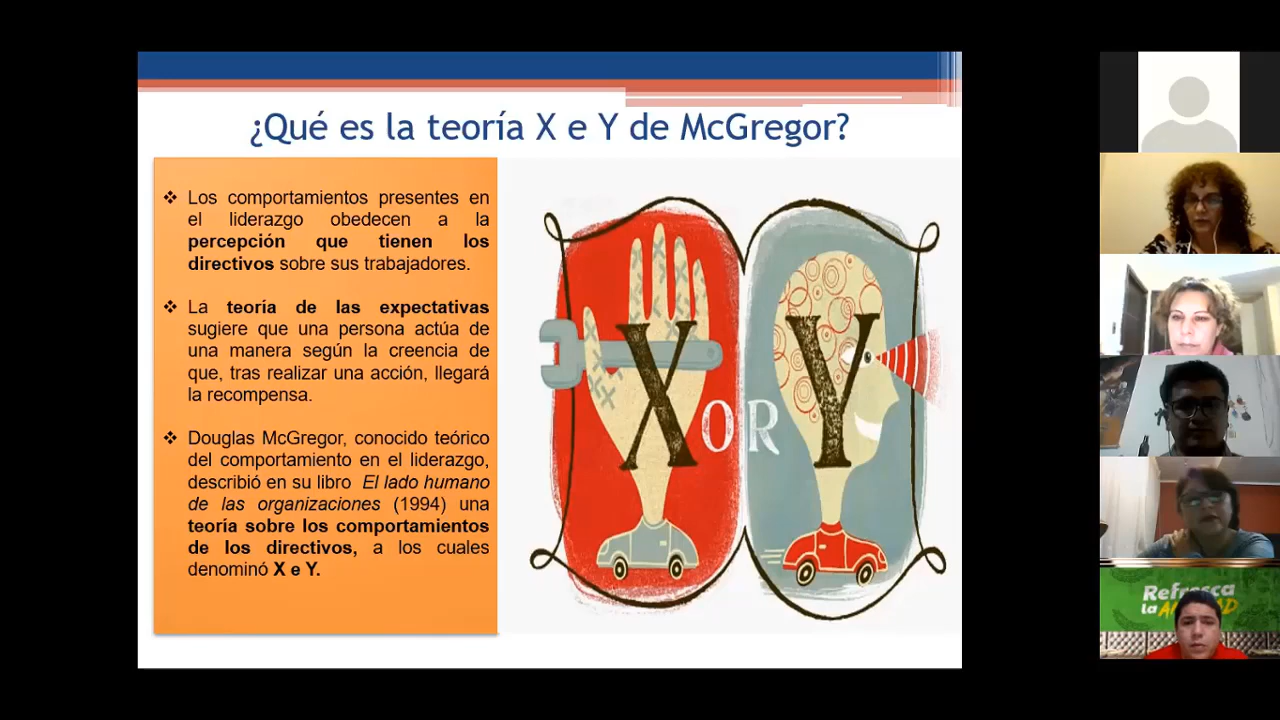 ¿Qué es la teoría X e Y de McGregor?
❖ Los comportamientos presentes en
el liderazgo obedecen a la
percepción que tienen los
directivos sobre sus trabajadores.
❖ La teoría de las expectativas
sugiere que una persona actúa de
una manera según la creencia de
que, tras realizar una acción, llegará
la recompensa.
❖ Douglas McGregor, conocido teórico
del comportamiento en el liderazgo,
describió en su libro El lado humano
de las organizaciones (1994) una
teoría sobre los comportamientos
de los directivos, a los cuales
denominó X e Y.
X OR Y
Refresca
la